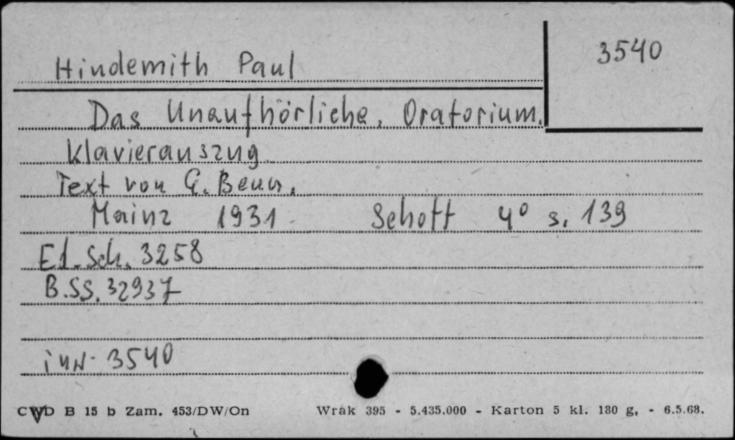 3540
Hindemith Paul
Das Unaufhörliche, Oratorium.
Klavierauszug
Text von G. Benn.
Mainz 1931 Schott 4° s. 139
Ed. Sch. 3258
B.SS. 32937
inw. 3540
CWD B 15 b Zam. 453/DW/On Wrak 395 - 5.435.000 - Karton 5 kl. 180 g. - 6.5.68.